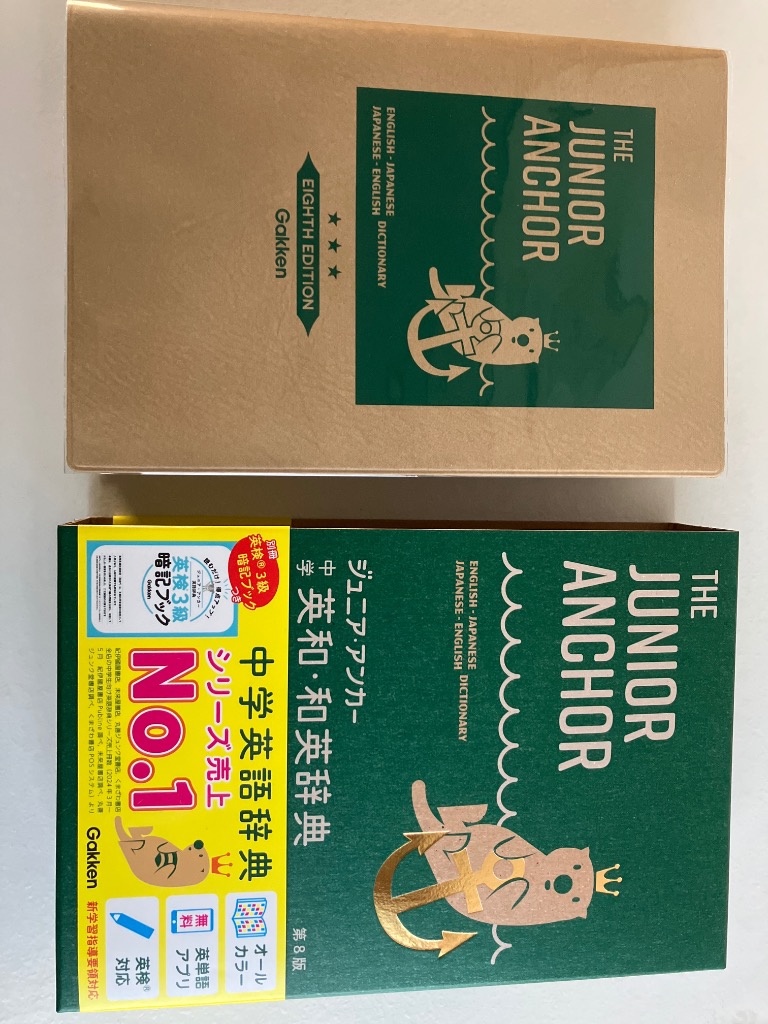 THE
JUNIOR
ANCHOR
ENGLISH - JAPANESE
JAPANESE - ENGLISH DICTIONARY
★ ★ ★
EIGHTH EDITION
Gakken
THE
JUNIOR
ANCHOR
ENGLISH - JAPANESE
JAPANESE - ENGLISH DICTIONARY
ジュニア・アンカー
中学
英和・和英辞典
第8版
別冊
英検®3級
暗記ブック
つき
英検3級
暗記ブック
Gakken
中学英語辞典
シリーズ売上
No.1
Gakken
オール
カラー
無料
英単語
アプリ
英検®
対応
新学習指導要領対応